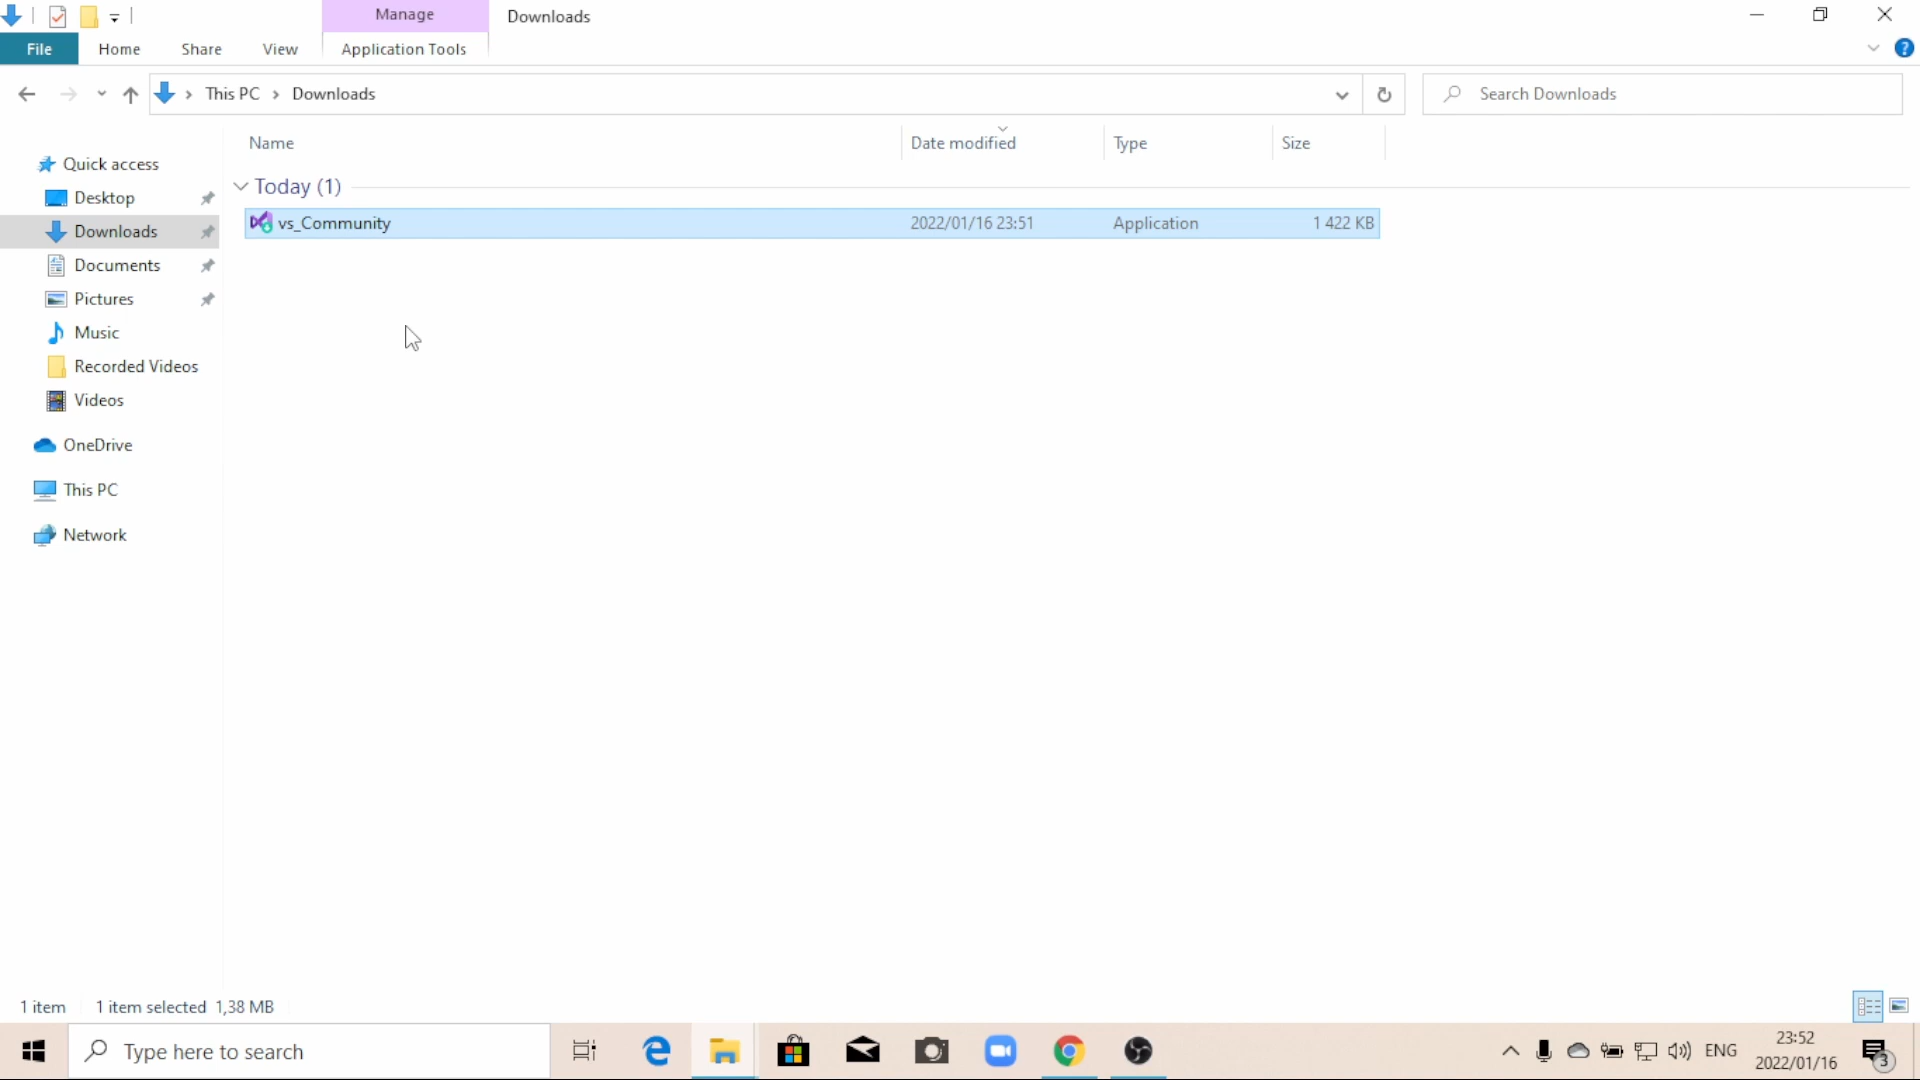 Manage
Downloads
File
Home
Share
View
Application Tools
This PC
Downloads
Search Downloads
Name
Date modified
Type
Size
Quick access
Desktop
Downloads
Documents
Pictures
Music
Recorded Videos
Videos
OneDrive
This PC
Network
Today (1)
vs_Community
2022/01/16 23:51
Application
1 422 KB
1 item
1 item selected 1,38 MB
Type here to search
ENG
23:52
2022/01/16
3